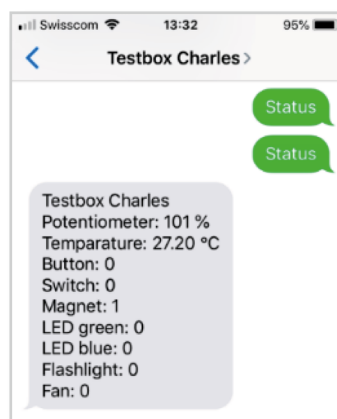 Swisscom 13:32 95%
Testbox Charles
Status
Status
Testbox Charles
Potentiometer: 101 %
Temparature: 27.20 °C
Button: 0
Switch: 0
Magnet: 1
LED green: 0
LED blue: 0
Flashlight: 0
Fan: 0